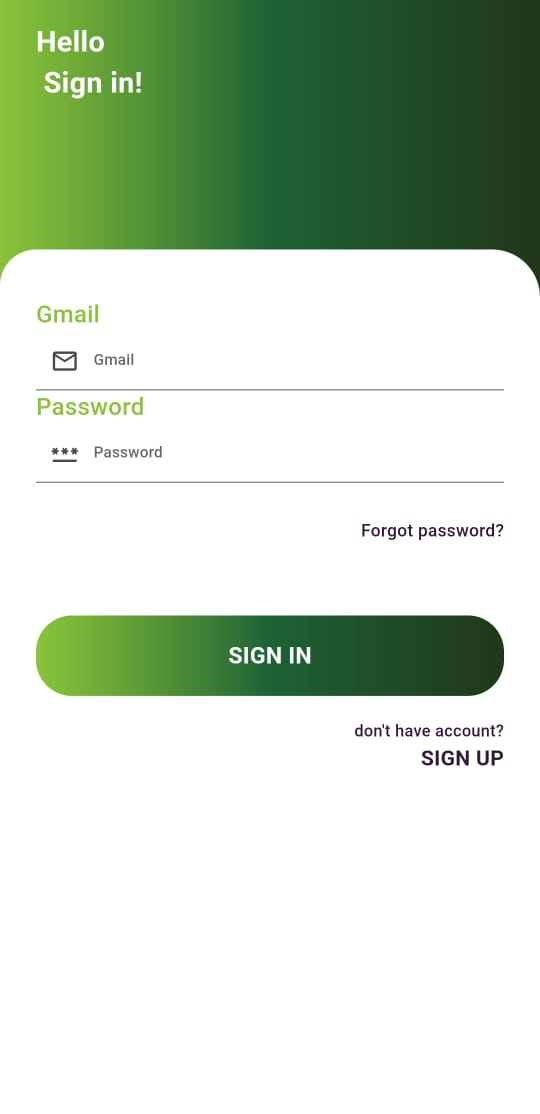 Hello
Sign in!
Gmail
Gmail
Password
Password
Forgot password?
SIGN IN
don't have account?
SIGN UP